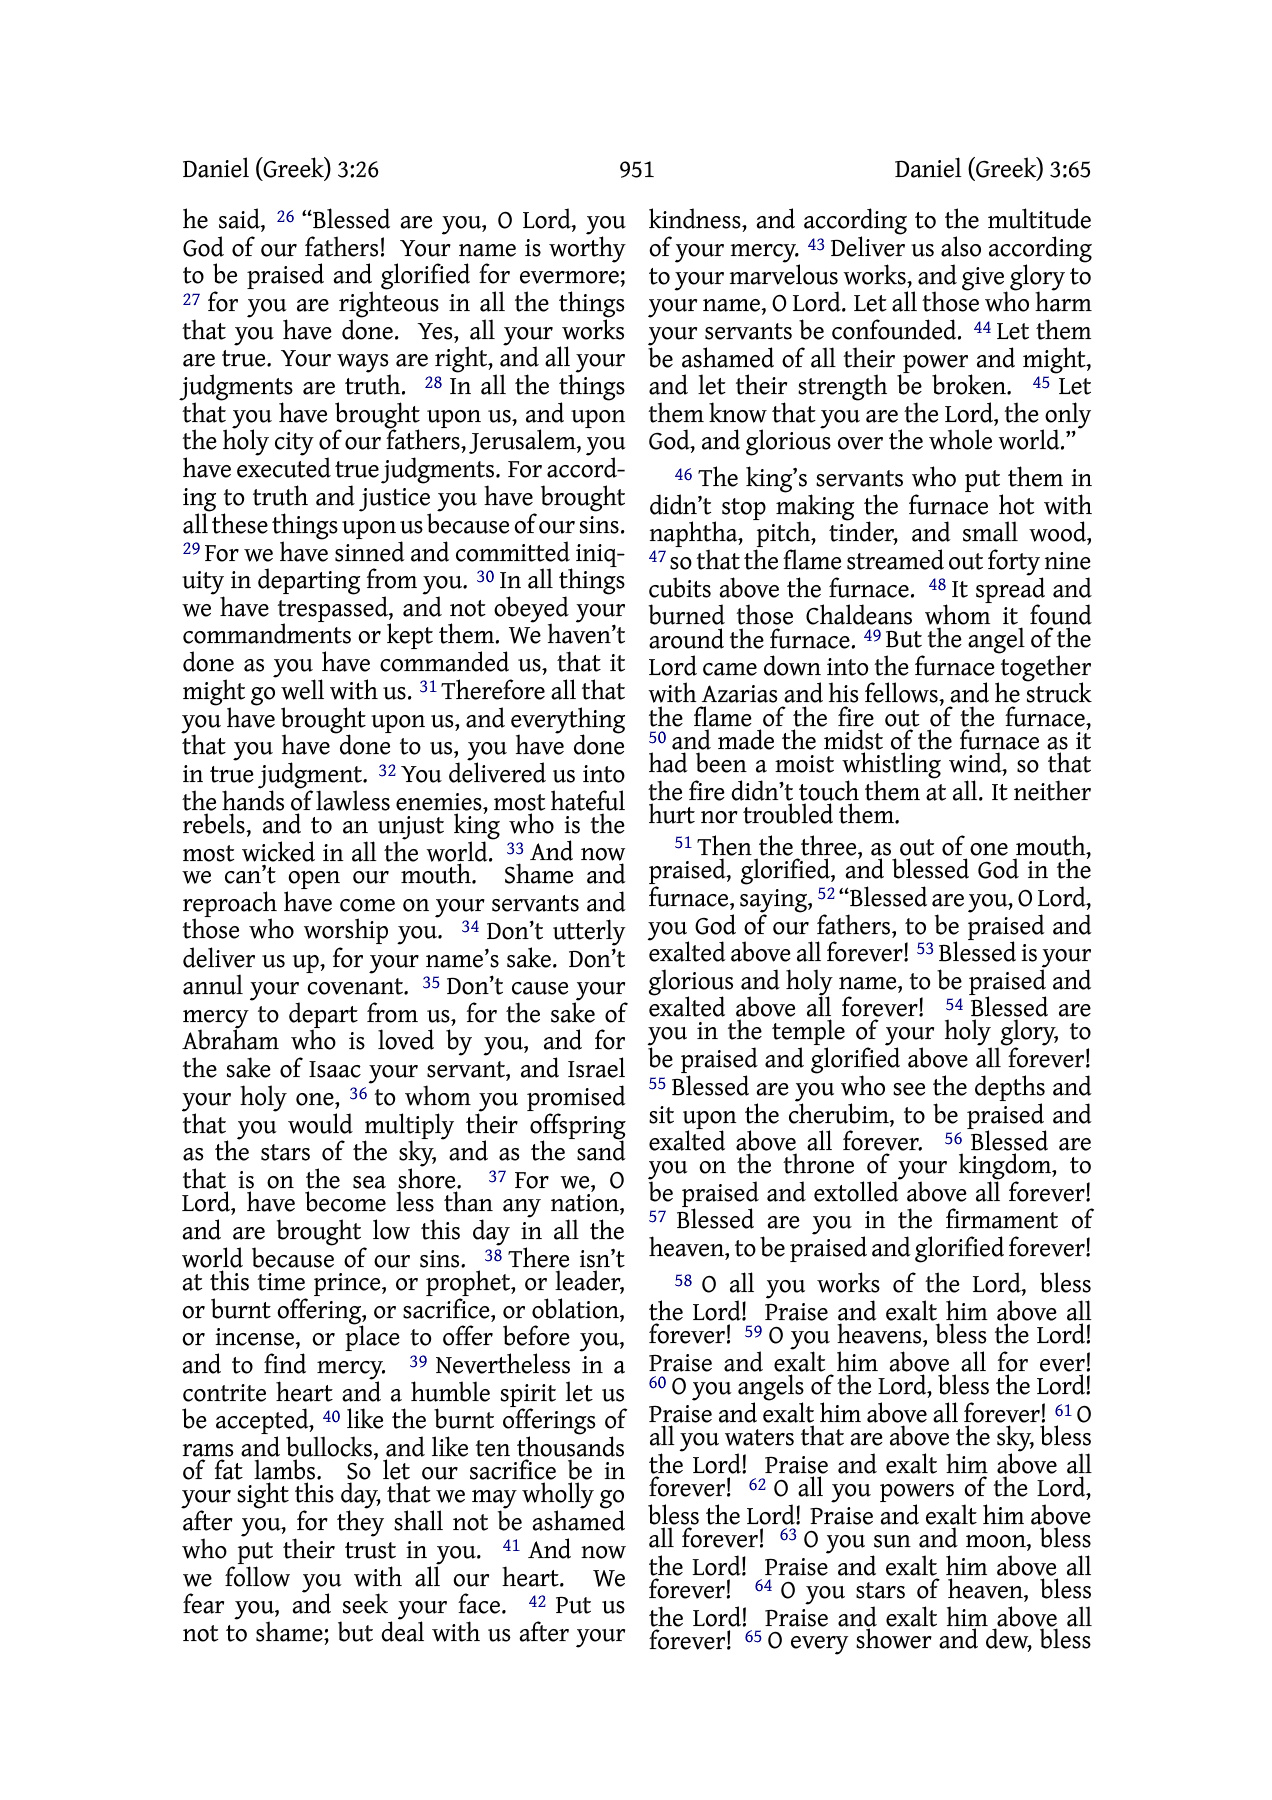 Daniel (Greek) 3:26 951 Daniel (Greek) 3:65
he said, 26 “Blessed are you, O Lord, you
God of our fathers! Your name is worthy
to be praised and glorified for evermore;
27 for you are righteous in all the things
that you have done. Yes, all your works
are true. Your ways are right, and all your
judgments are truth. 28 In all the things
that you have brought upon us, and upon
the holy city of our fathers, Jerusalem, you
have executed true judgments. For accord-
ing to truth and justice you have brought
all these things upon us because of our sins.
29 For we have sinned and committed iniq-
uity in departing from you. 30 In all things
we have trespassed, and not obeyed your
commandments or kept them. We haven’t
done as you have commanded us, that it
might go well with us. 31 Therefore all that
you have brought upon us, and everything
that you have done to us, you have done
in true judgment. 32 You delivered us into
the hands of lawless enemies, most hateful
rebels, and to an unjust king who is the
most wicked in all the world. 33 And now
we can’t open our mouth. Shame and
reproach have come on your servants and
those who worship you. 34 Don’t utterly
deliver us up, for your name’s sake. Don’t
annul your covenant. 35 Don’t cause your
mercy to depart from us, for the sake of
Abraham who is loved by you, and for
the sake of Isaac your servant, and Israel
your holy one, 36 to whom you promised
that you would multiply their offspring
as the stars of the sky, and as the sand
that is on the sea shore. 37 For we, O
Lord, have become less than any nation,
and are brought low this day in all the
world because of our sins. 38 There isn’t
at this time prince, or prophet, or leader,
or burnt offering, or sacrifice, or oblation,
or incense, or place to offer before you,
and to find mercy. 39 Nevertheless in a
contrite heart and a humble spirit let us
be accepted, 40 like the burnt offerings of
rams and bullocks, and like ten thousands
of fat lambs. So let our sacrifice be in
your sight this day, that we may wholly go
after you, for they shall not be ashamed
who put their trust in you. 41 And now
we follow you with all our heart. We
fear you, and seek your face. 42 Put us
not to shame; but deal with us after your
kindness, and according to the multitude
of your mercy. 43 Deliver us also according
to your marvelous works, and give glory to
your name, O Lord. Let all those who harm
your servants be confounded. 44 Let them
be ashamed of all their power and might,
and let their strength be broken. 45 Let
them know that you are the Lord, the only
God, and glorious over the whole world.”
46 The king’s servants who put them in
didn’t stop making the furnace hot with
naphtha, pitch, tinder, and small wood,
47 so that the flame streamed out forty nine
cubits above the furnace. 48 It spread and
burned those Chaldeans whom it found
around the furnace. 49 But the angel of the
Lord came down into the furnace together
with Azarias and his fellows, and he struck
the flame of the fire out of the furnace,
50 and made the midst of the furnace as it
had been a moist whistling wind, so that
the fire didn’t touch them at all. It neither
hurt nor troubled them.
51 Then the three, as out of one mouth,
praised, glorified, and blessed God in the
furnace, saying, 52 “Blessed are you, O Lord,
you God of our fathers, to be praised and
exalted above all forever! 53 Blessed is your
glorious and holy name, to be praised and
exalted above all forever! 54 Blessed are
you in the temple of your holy glory, to
be praised and glorified above all forever!
55 Blessed are you who see the depths and
sit upon the cherubim, to be praised and
exalted above all forever. 56 Blessed are
you on the throne of your kingdom, to
be praised and extolled above all forever!
57 Blessed are you in the firmament of
heaven, to be praised and glorified forever!
58 O all you works of the Lord, bless
the Lord! Praise and exalt him above all
forever! 59 O you heavens, bless the Lord!
Praise and exalt him above all for ever!
60 O you angels of the Lord, bless the Lord!
Praise and exalt him above all forever! 61 O
all you waters that are above the sky, bless
the Lord! Praise and exalt him above all
forever! 62 O all you powers of the Lord,
bless the Lord! Praise and exalt him above
all forever! 63 O you sun and moon, bless
the Lord! Praise and exalt him above all
forever! 64 O you stars of heaven, bless
the Lord! Praise and exalt him above all
forever! 65 O every shower and dew, bless